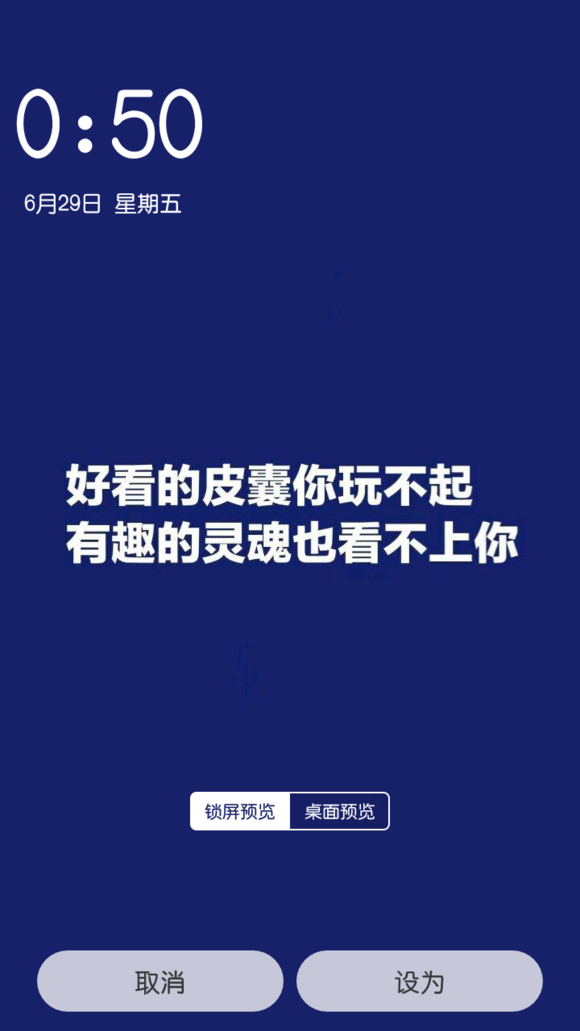 0:50
6月29日 星期五
好看的皮囊你玩不起
有趣的灵魂也看不上你
锁屏预览 桌面预览
取消 设为